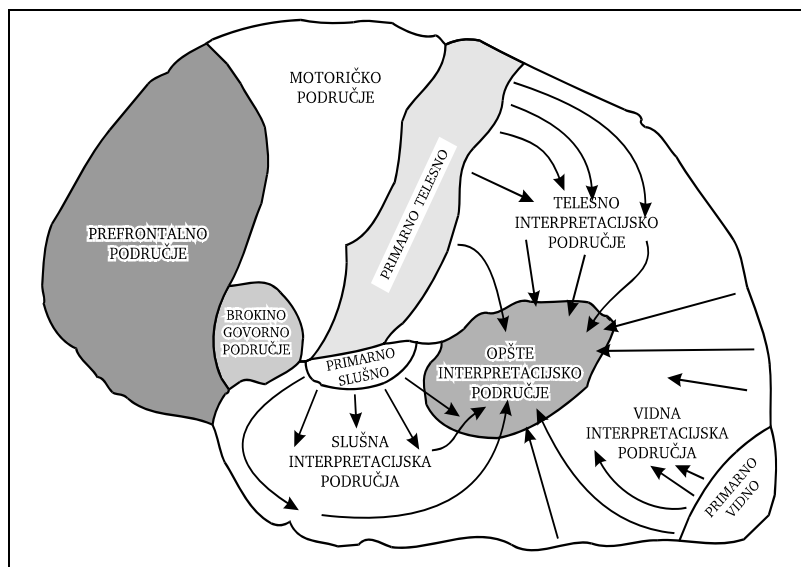 MOTORIČKO
PODRUČJE
PRIMARNO TELESNO
TELESNO
INTERPRETACIJSKO
PODRUČJE
PREFRONTALNO
PODRUČJE
BROKINO
GOVORNO
PODRUČJE
PRIMARNO
SLUŠNO
OPŠTE
INTERPRETACIJSKO
PODRUČJE
SLUŠNA
INTERPRETACIJSKA
PODRUČJA
VIDNA
INTERPRETACIJSKA
PODRUČJA
PRIMARNO
VIDNO